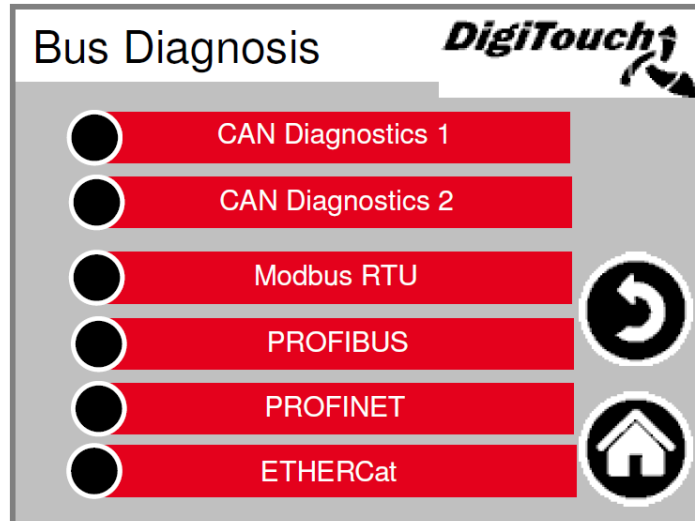 Bus Diagnosis
DigiTouch
CAN Diagnostics 1
CAN Diagnostics 2
Modbus RTU
PROFIBUS
PROFINET
ETHERCat